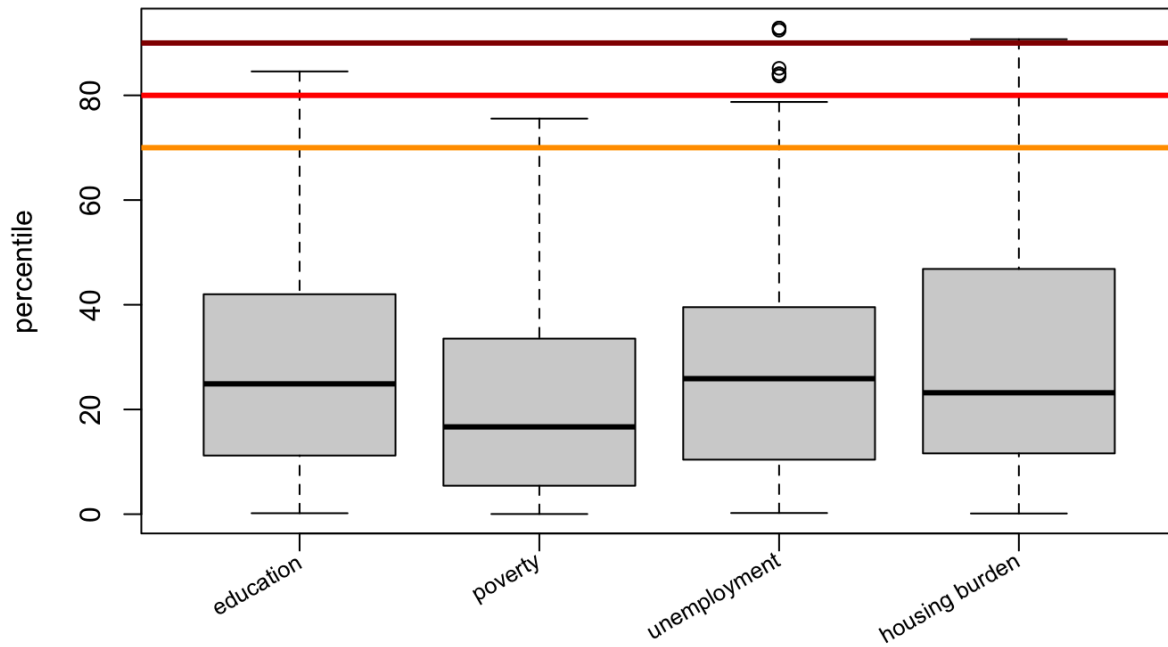 percentile
80
60
40
20
0
education
poverty
unemployment
housing burden